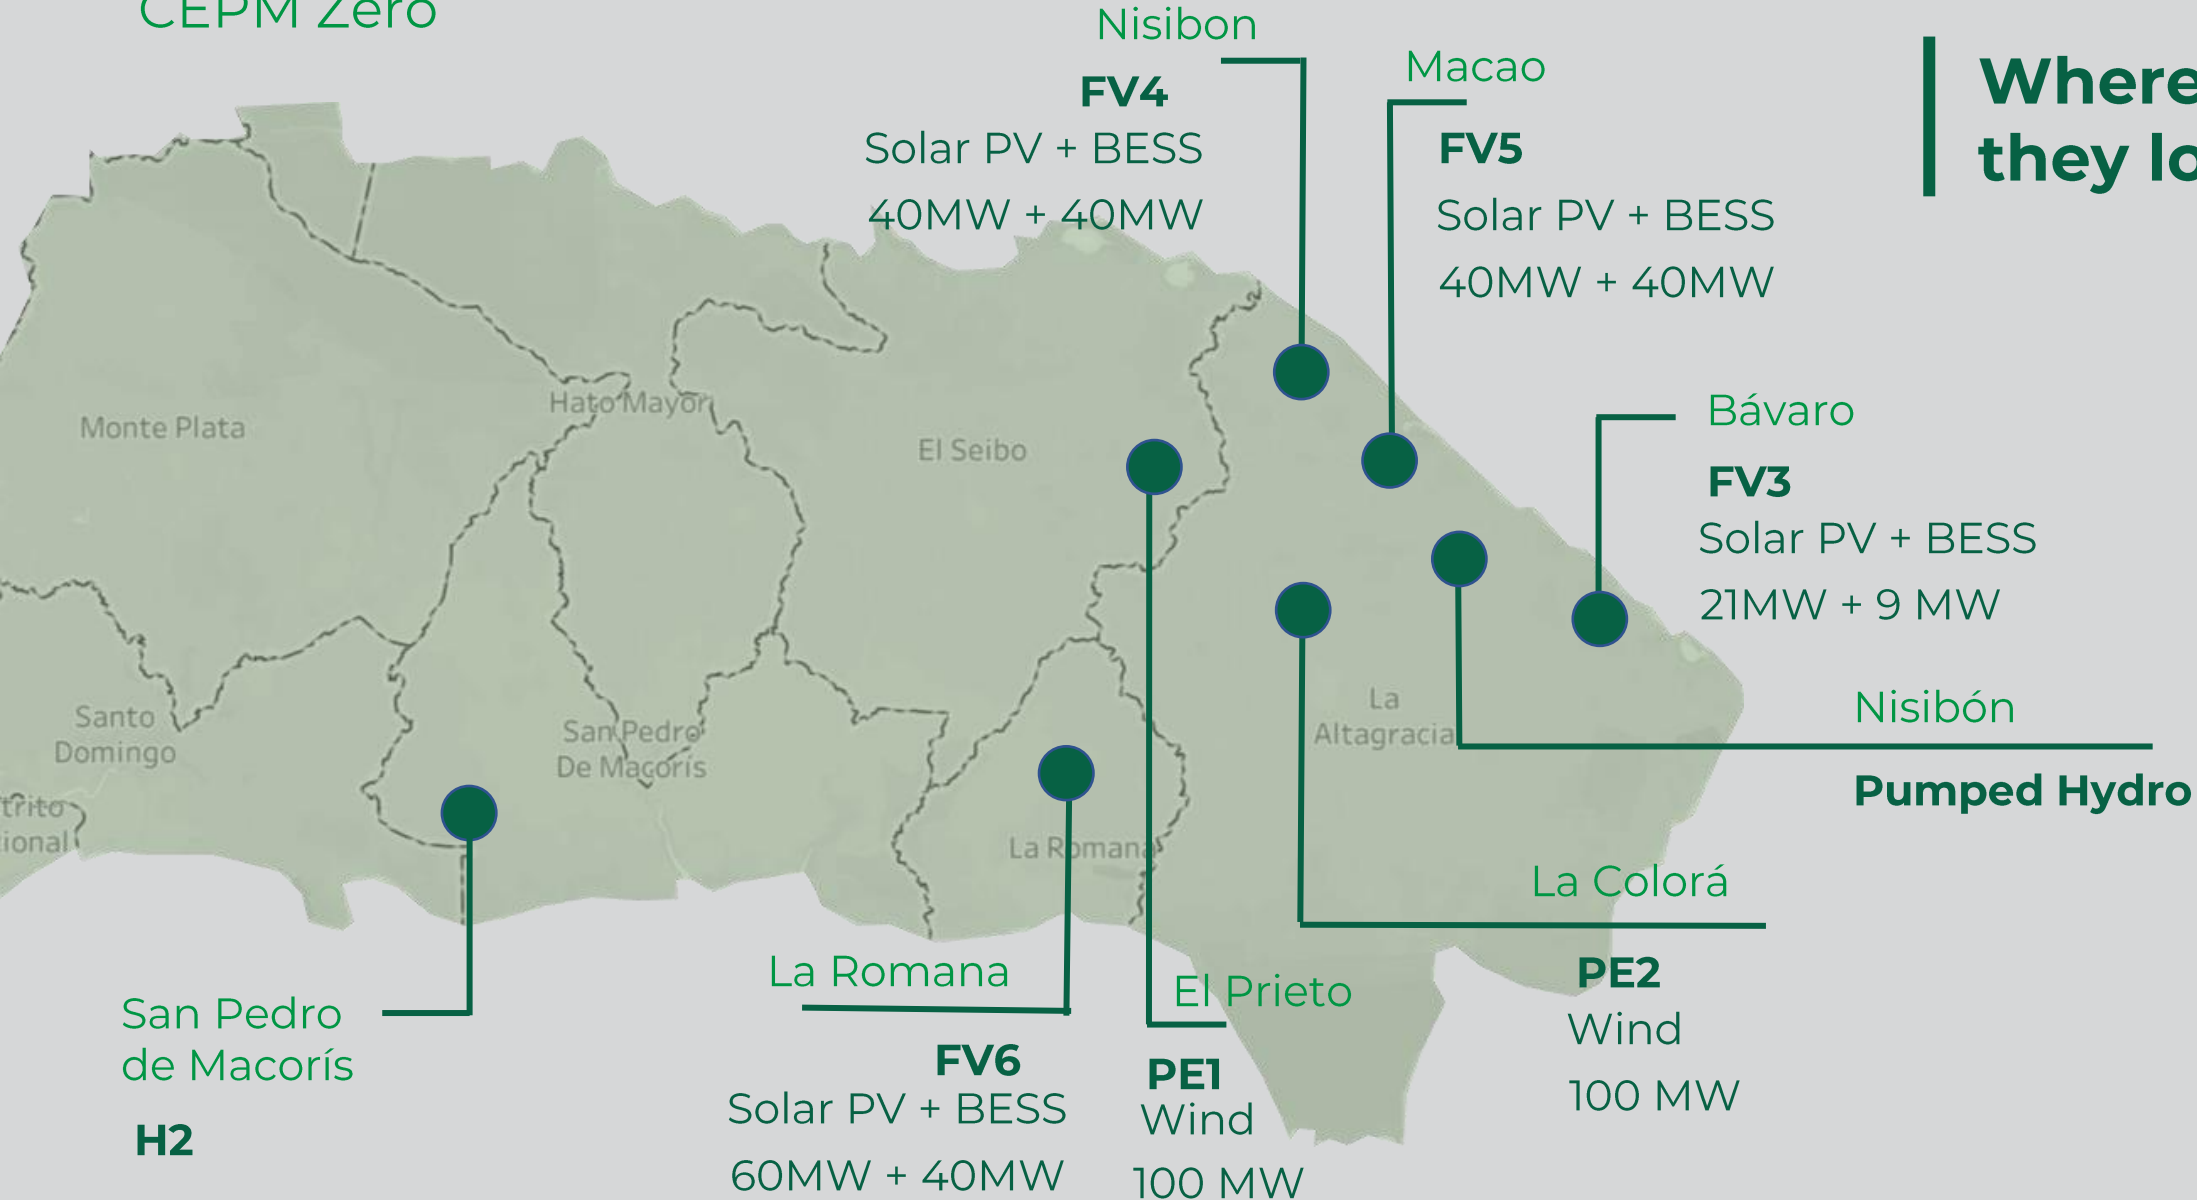 CEPM Zero
Where
they lo
Nisibon
FV4
Solar PV + BESS
40MW + 40MW
Macao
FV5
Solar PV + BESS
40MW + 40MW
Bávaro
FV3
Solar PV + BESS
21MW + 9 MW
Nisibón
Pumped Hydro
La Colorá
PE2
Wind
100 MW
El Prieto
PE1
Wind
100 MW
La Romana
FV6
Solar PV + BESS
60MW + 40MW
San Pedro
de Macorís
H2
Monte Plata
Hato Mayor
El Seibo
Santo
Domingo
San Pedro
De Macorís
La Romana
La
Altagracia
trito
ional